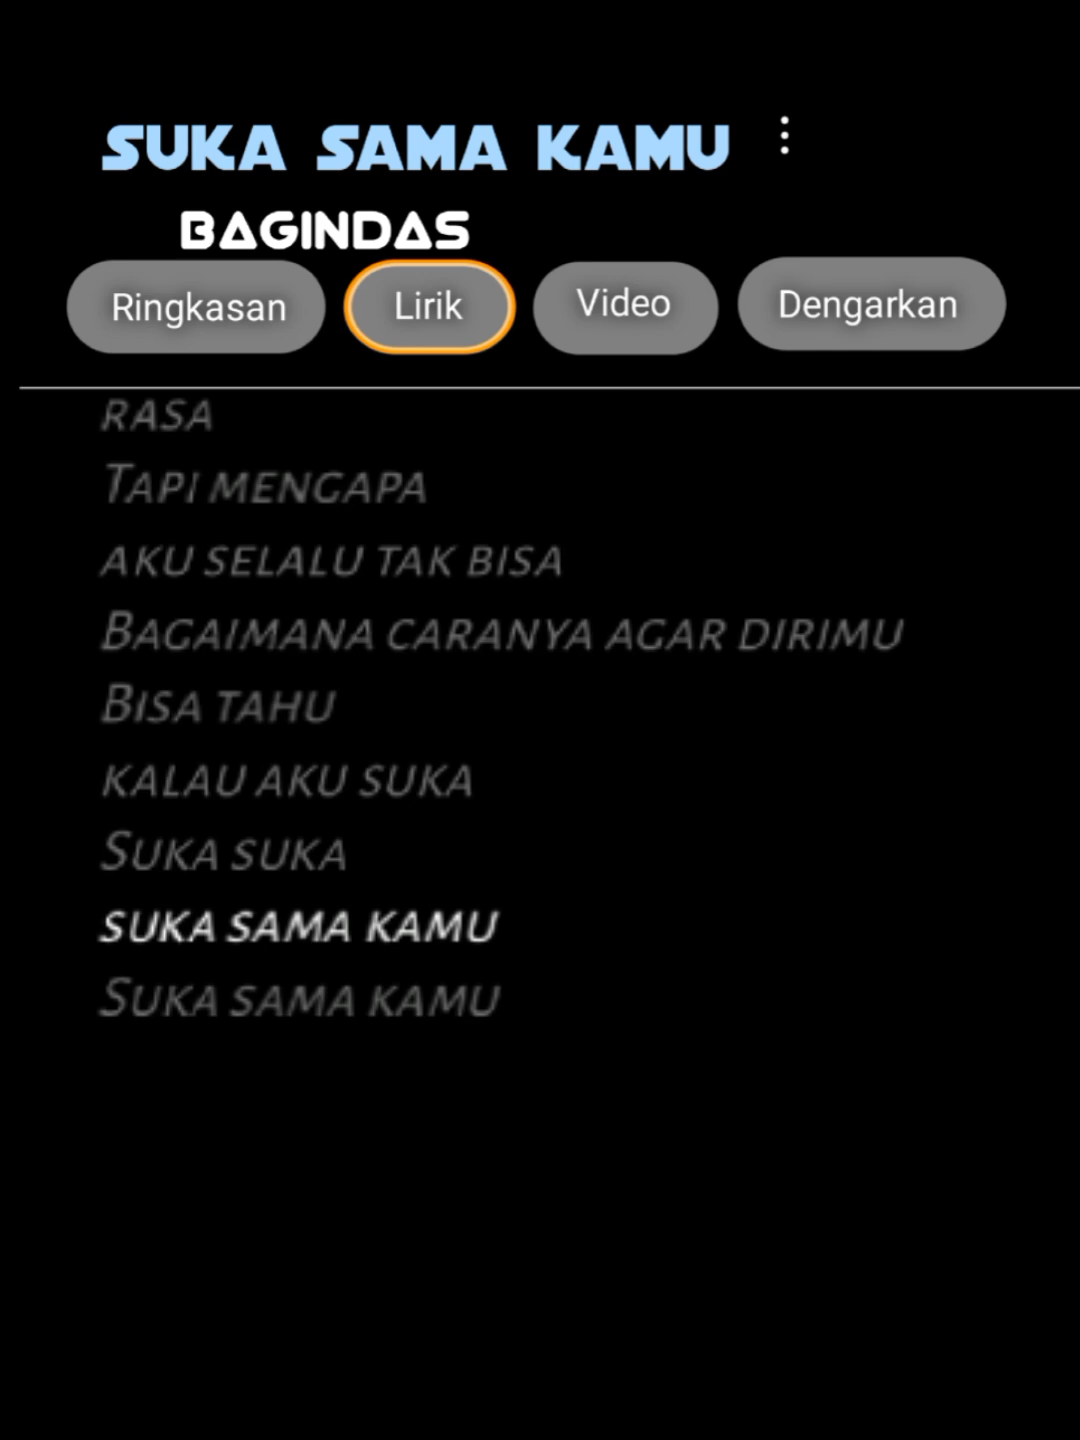 SUKA SAMA KAMU
BAGINDAS
Ringkasan
Lirik
Video
Dengarkan
RASA
TAPI MENGAPA
AKU SELALU TAK BISA
BAGAIMANA CARANYA AGAR DIRIMU
BISA TAHU
KALAU AKU SUKA
SUKA SUKA
SUKA SAMA KAMU
SUKA SAMA KAMU